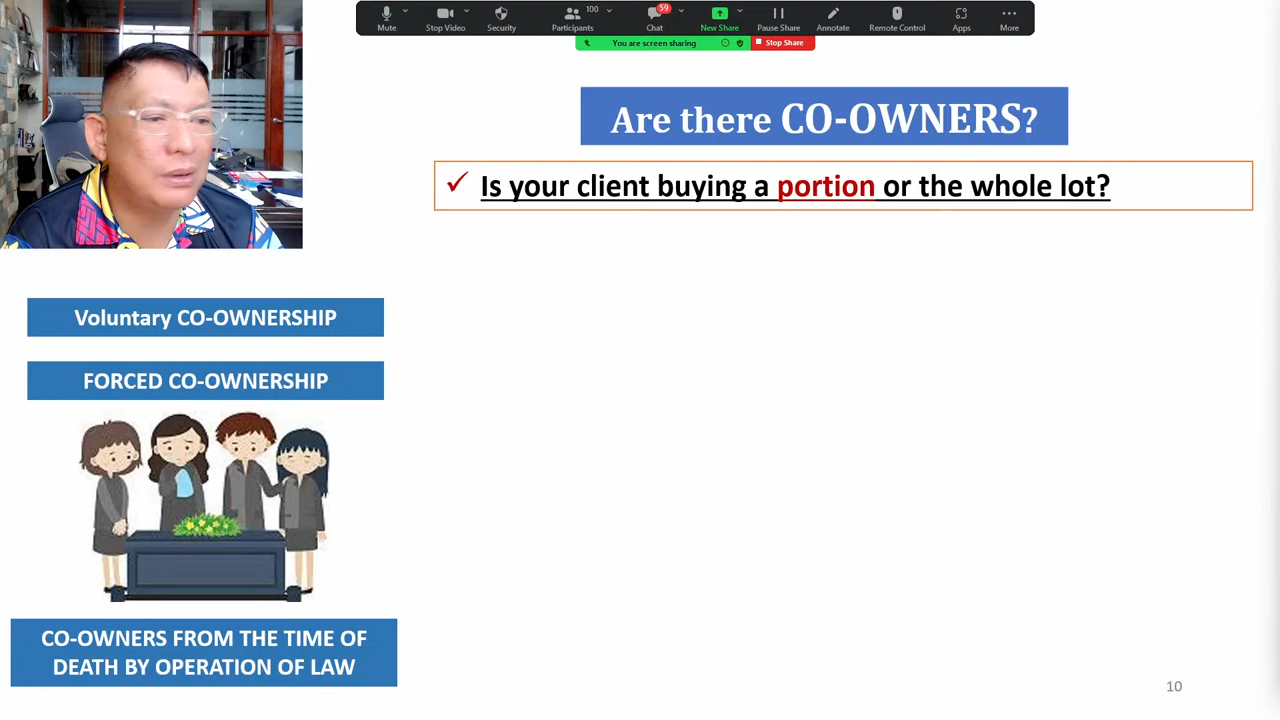 100
59
Mute
Stop Video
Security
Participants
Chat
New Share
Pause Share
Annotate
Remote Control
Apps
More
You are screen sharing
Stop Share
Are there CO-OWNERS?
✓ Is your client buying a portion or the whole lot?
Voluntary CO-OWNERSHIP
FORCED CO-OWNERSHIP
CO-OWNERS FROM THE TIME OF
DEATH BY OPERATION OF LAW
10